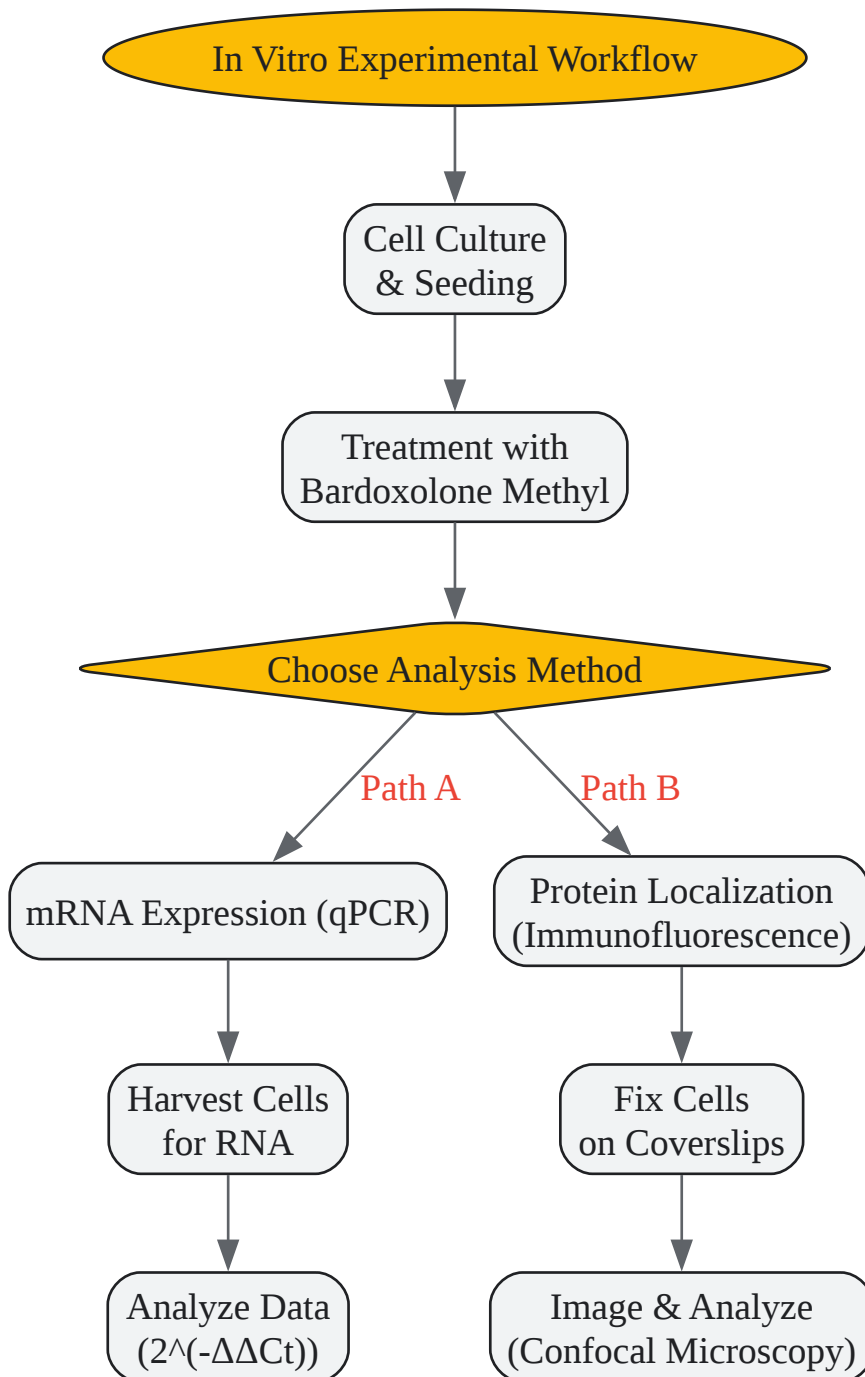 In Vitro Experimental Workflow
Cell Culture
& Seeding
Treatment with
Bardoxolone Methyl
Choose Analysis Method
Path A
Path B
mRNA Expression (qPCR)
Protein Localization
(Immunofluorescence)
Harvest Cells
for RNA
Fix Cells
on Coverslips
Analyze Data
(2^(-ΔΔCt))
Image & Analyze
(Confocal Microscopy)